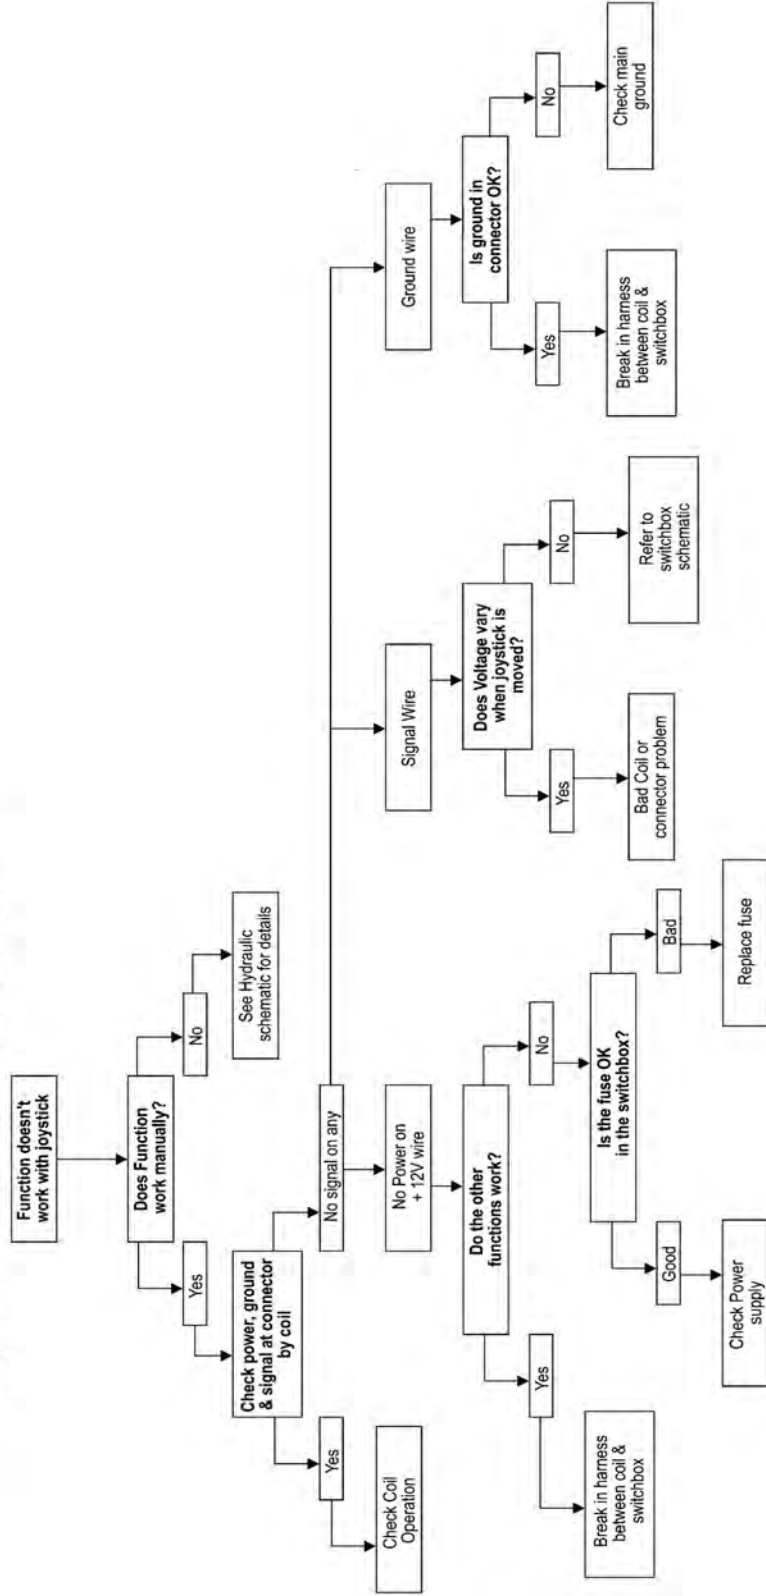 Function doesn't
work with joystick
Does Function
work manually?
Yes
No
See Hydraulic
schematic for details
Check power, ground
& signal at connector
by coil
Yes
Check Coil
Operation
No signal on any
No Power on
+ 12V wire
Signal Wire
Ground wire
Do the other
functions work?
Yes
Break in harness
between coil &
switchbox
No
Is the fuse OK
in the switchbox?
Good
Check Power
supply
Bad
Replace fuse
Does Voltage vary
when joystick is
moved?
Yes
Bad Coil or
connector problem
No
Refer to
switchbox
schematic
Is ground in
connector OK?
Yes
Break in harness
between coil &
switchbox
No
Check main
ground